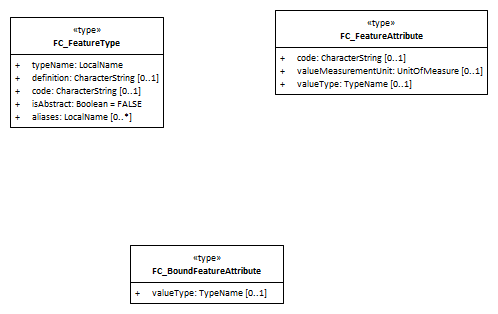 «type»
FC_FeatureType
+ typeName: LocalName
+ definition: CharacterString [0..1]
+ code: CharacterString [0..1]
+ isAbstract: Boolean = FALSE
+ aliases: LocalName [0..*]
«type»
FC_FeatureAttribute
+ code: CharacterString [0..1]
+ valueMeasurementUnit: UnitOfMeasure [0..1]
+ valueType: TypeName [0..1]
«type»
FC_BoundFeatureAttribute
+ valueType: TypeName [0..1]